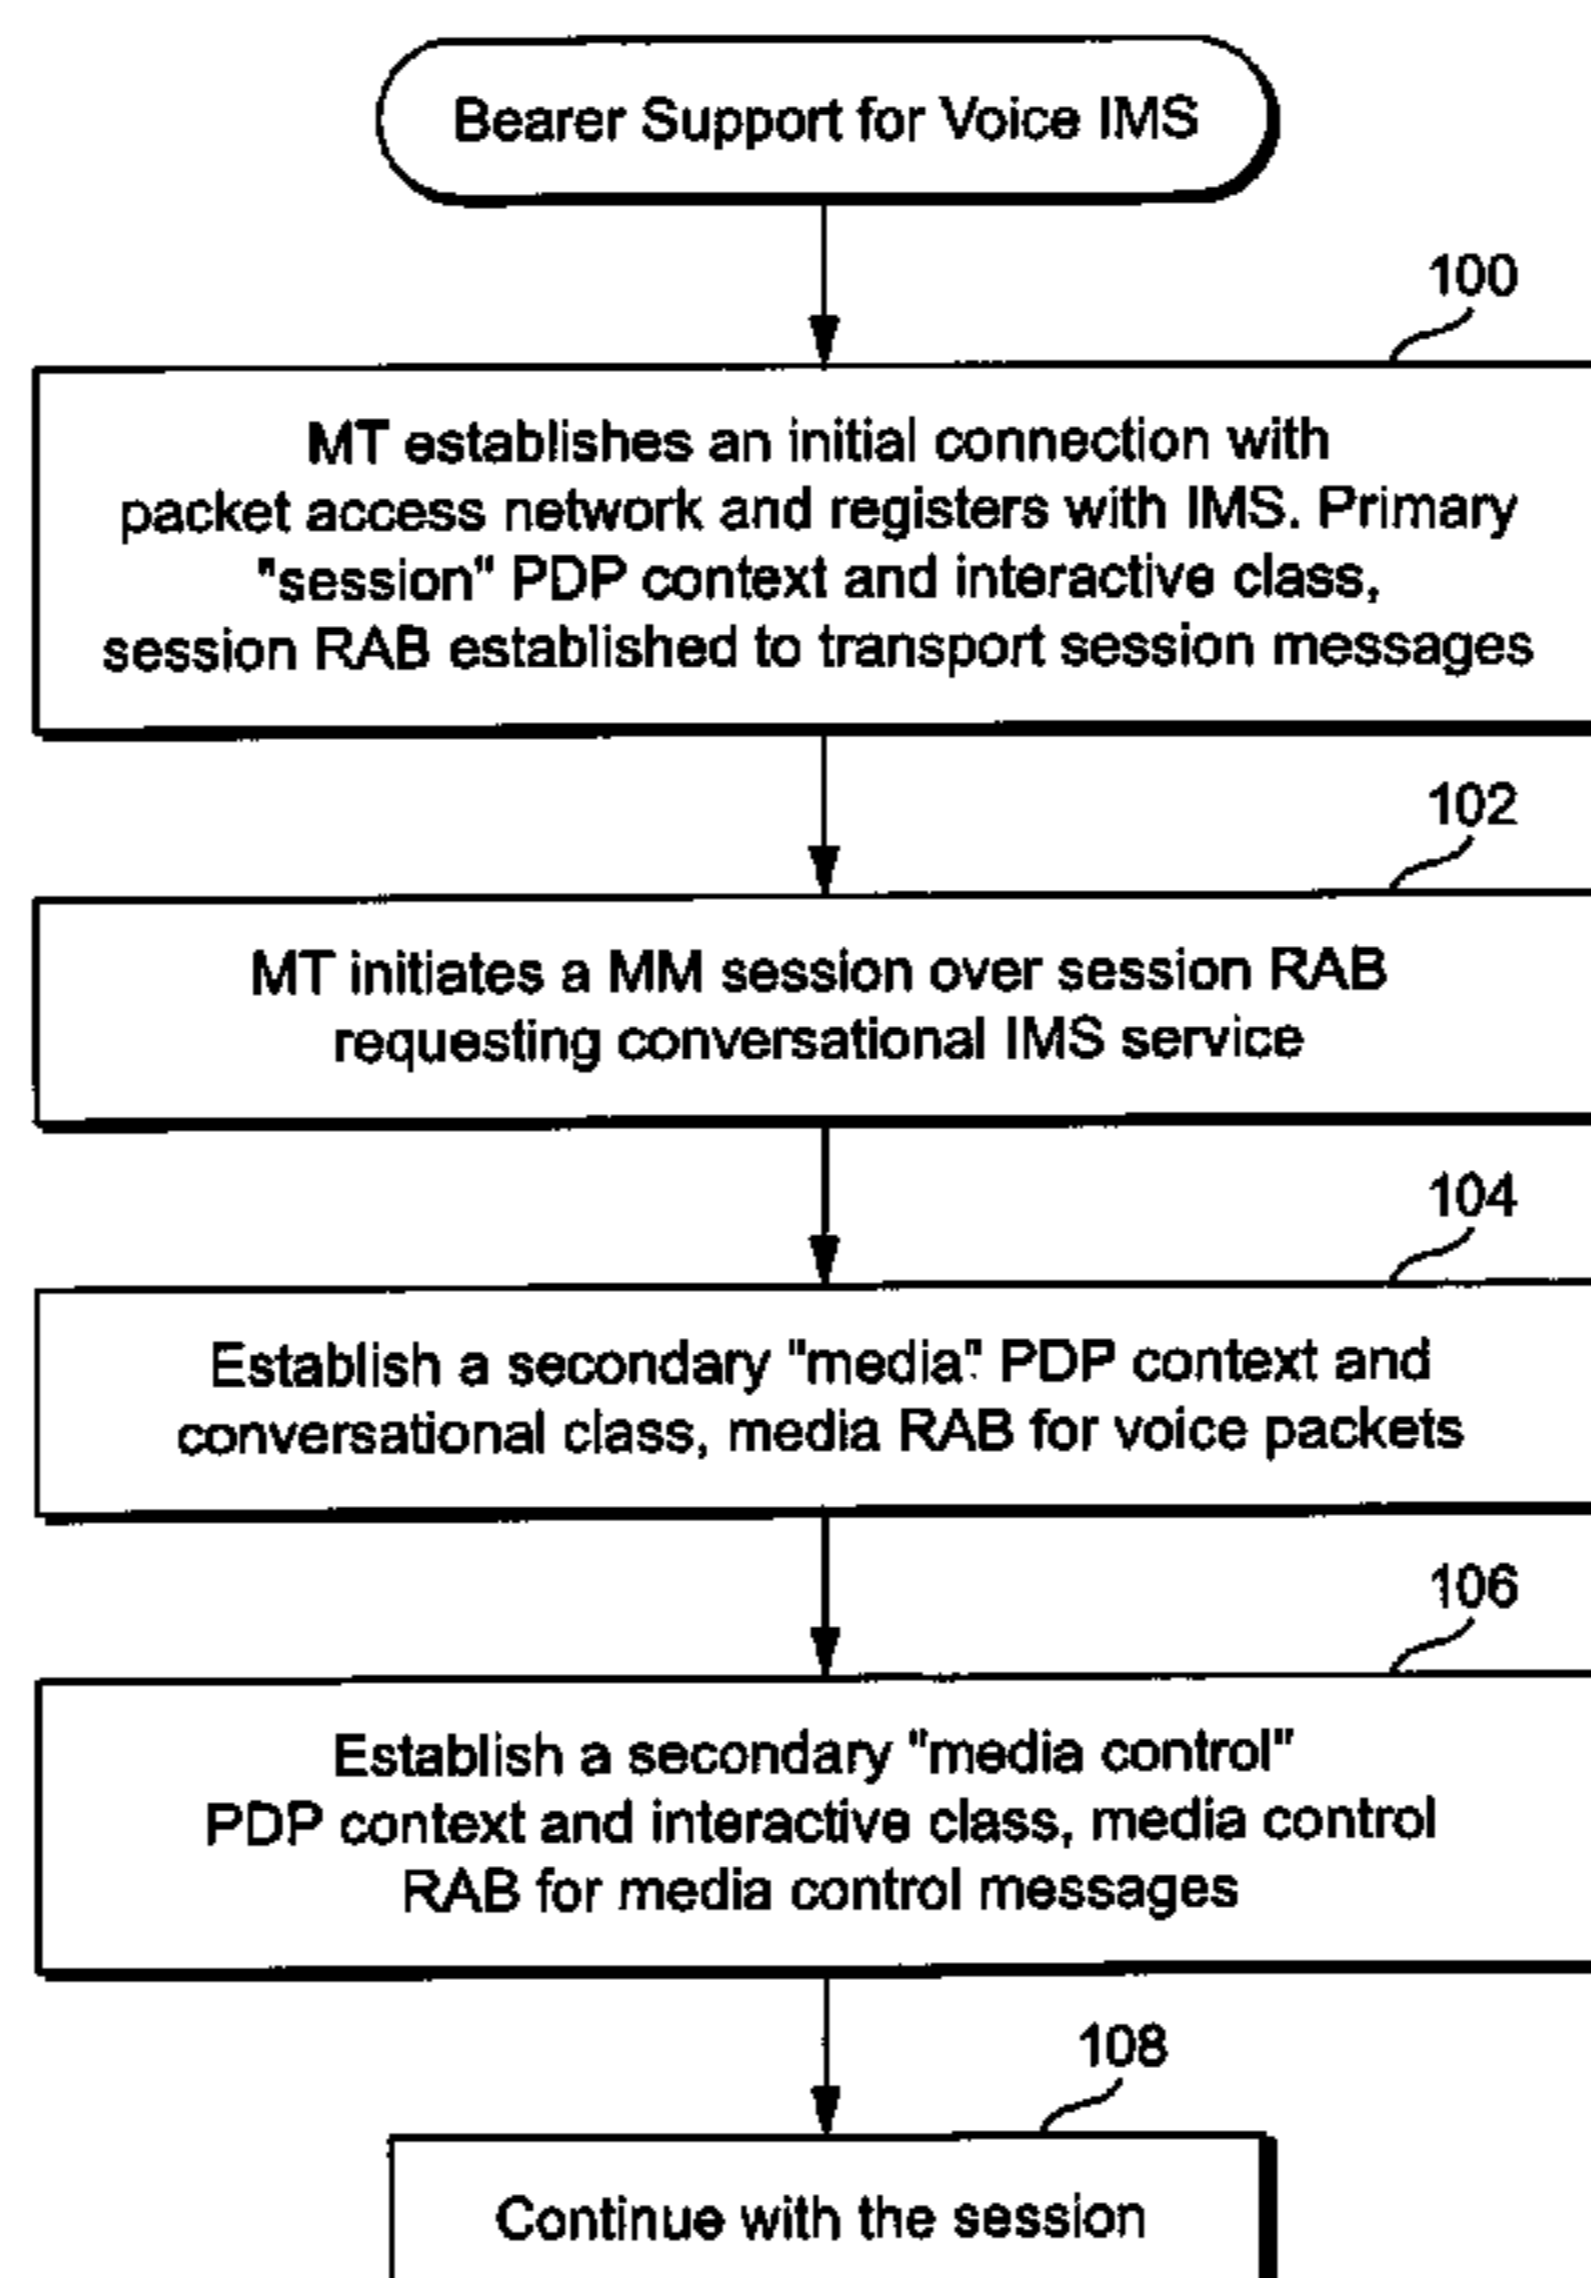 Bearer Support for Voice IMS
100
MT establishes an initial connection with
packet access network and registers with IMS. Primary
"session" PDP context and interactive class,
session RAB established to transport session messages
102
MT initiates a MM session over session RAB
requesting conversational IMS service
104
Establish a secondary "media" PDP context and
conversational class, media RAB for voice packets
106
Establish a secondary "media control"
PDP context and interactive class, media control
RAB for media control messages
108
Continue with the session